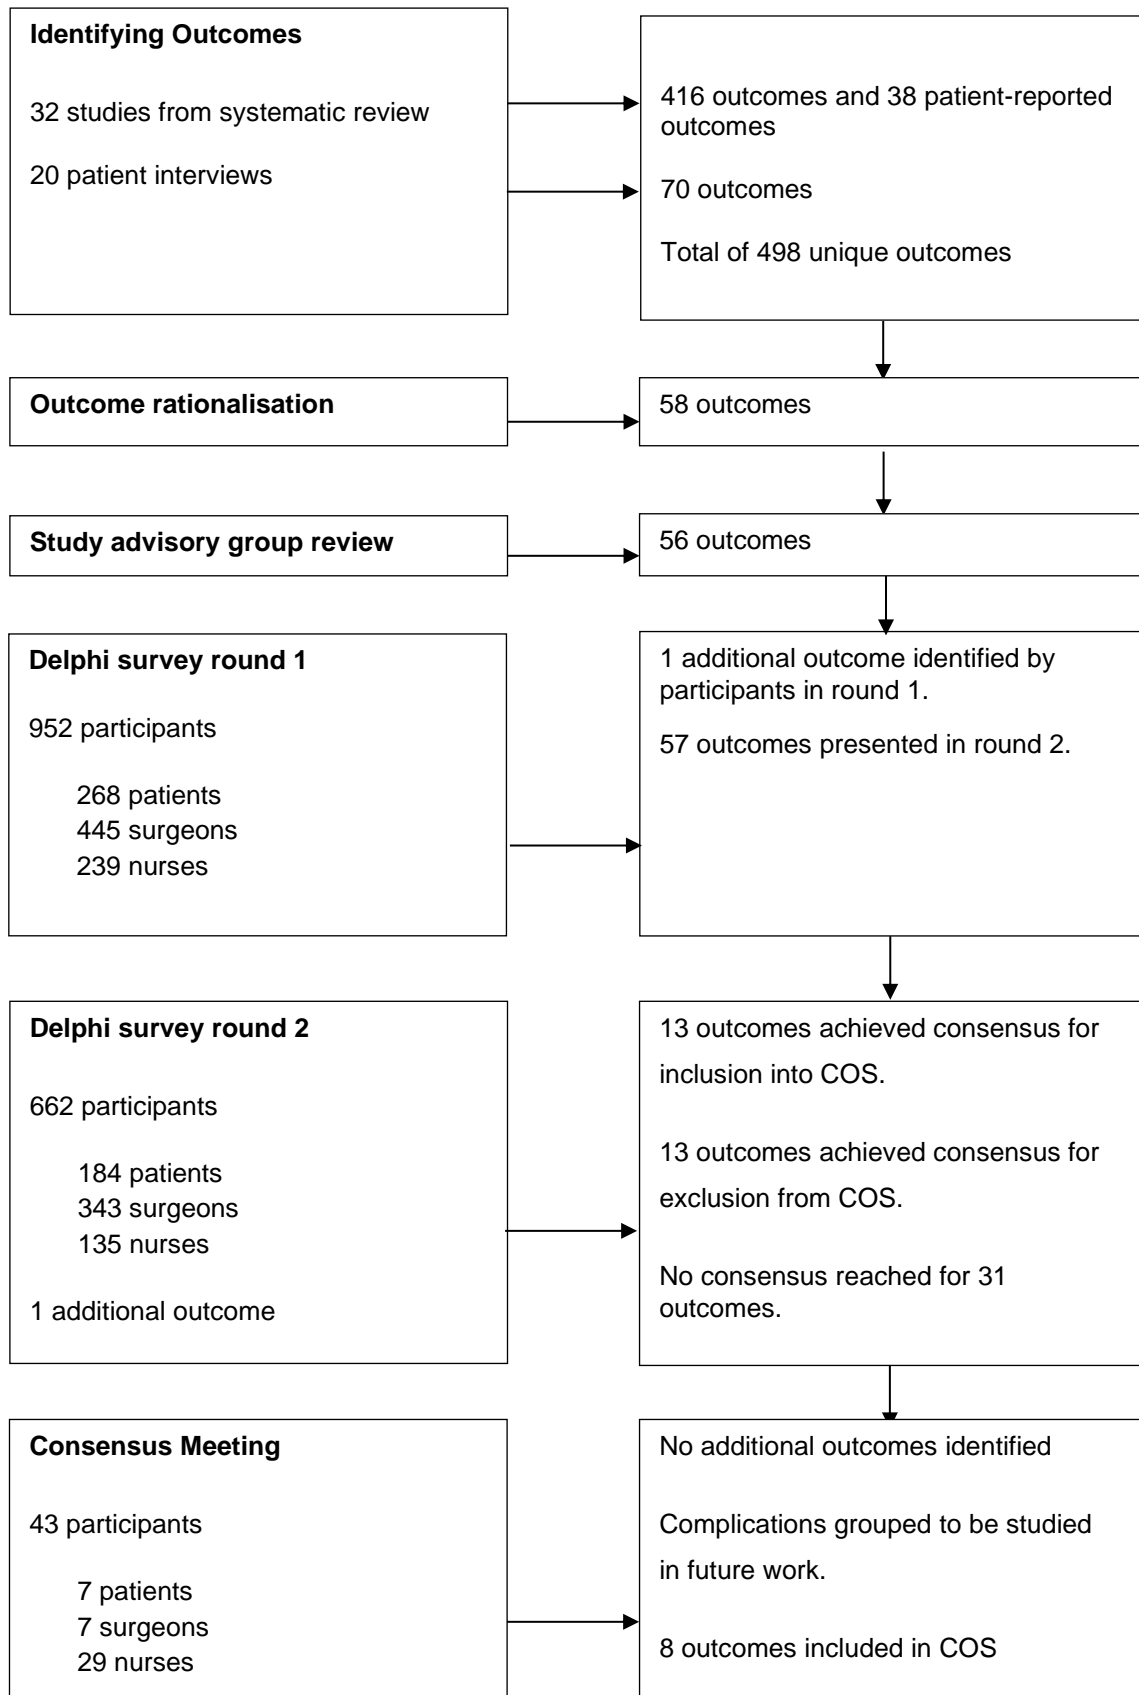 Identifying Outcomes
32 studies from systematic review
20 patient interviews
416 outcomes and 38 patient-reported
outcomes
70 outcomes
Total of 498 unique outcomes
Outcome rationalisation
58 outcomes
Study advisory group review
56 outcomes
Delphi survey round 1
952 participants
268 patients
445 surgeons
239 nurses
1 additional outcome identified by
participants in round 1.
57 outcomes presented in round 2.
Delphi survey round 2
662 participants
184 patients
343 surgeons
135 nurses
1 additional outcome
13 outcomes achieved consensus for
inclusion into COS.
13 outcomes achieved consensus for
exclusion from COS.
No consensus reached for 31
outcomes.
Consensus Meeting
43 participants
7 patients
7 surgeons
29 nurses
No additional outcomes identified
Complications grouped to be studied
in future work.
8 outcomes included in COS